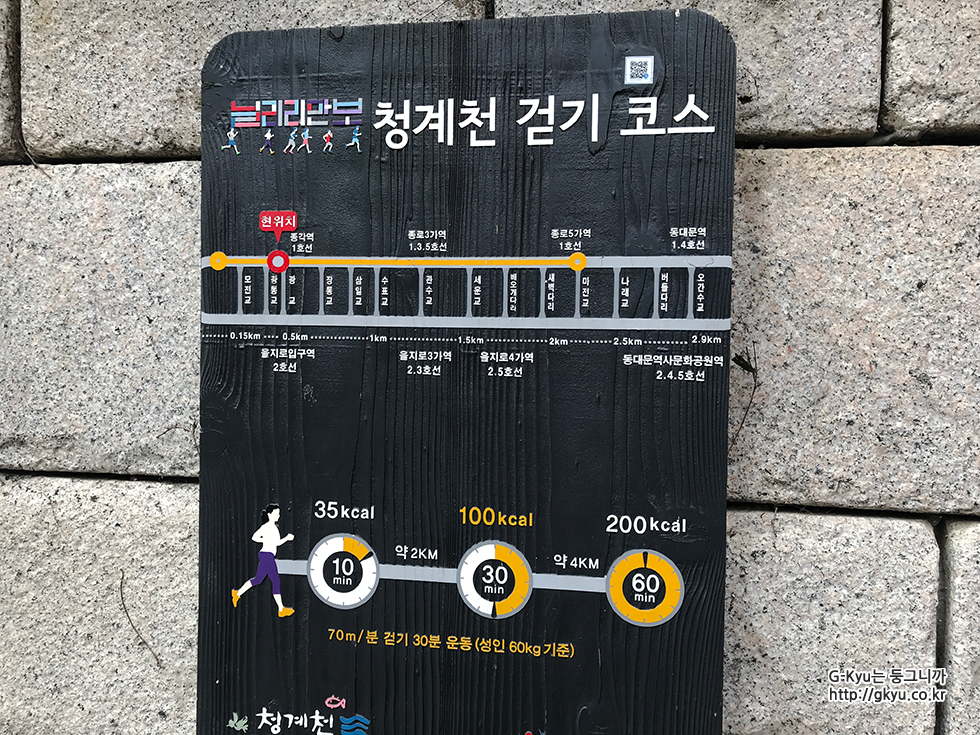 늴리리만보 청계천 걷기 코스
현위치
종각역
1호선
종로3가역
1.3.5호선
종로5가역
1호선
동대문역
1.4호선
모전교
광통교
광교
장통교
삼일교
수표교
관수교
세운교
배오개다리
새벽다리
마전교
나래교
버들다리
오간수교
0.15km 0.5km 1km 1.5km 2km 2.5km 2.9km
을지로입구역
2호선
을지로3가역
2.3호선
을지로4가역
2.5호선
동대문역사문화공원역
2.4.5호선
35kcal 100kcal 200kcal
10 min
약 2KM
30 min
약 4KM
60 min
70m/분 걷기 30분 운동 (성인 60kg 기준)
청계천
G-Kyu는 둥그니까
http://gkyu.co.kr